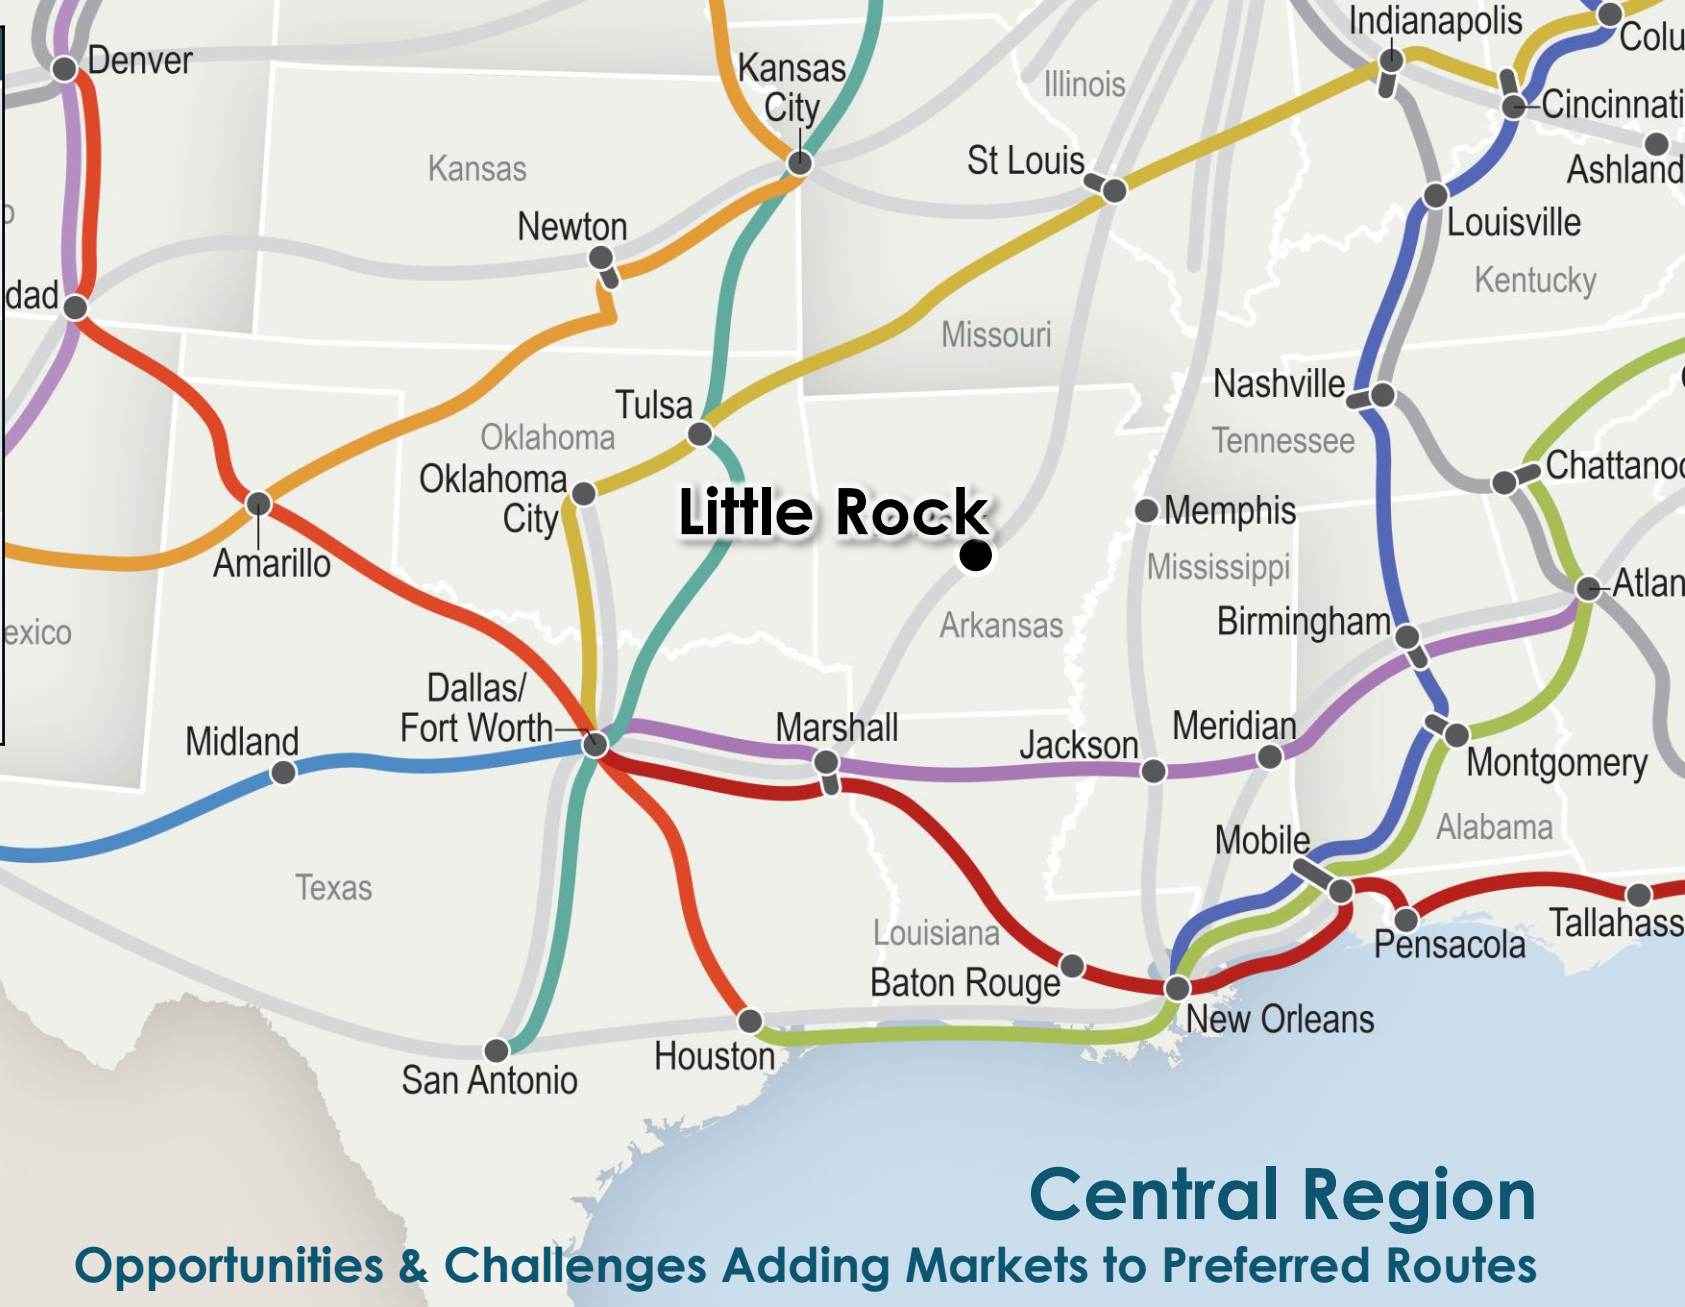 Indianapolis
Colu
Denver
Kansas
City
Illinois
Cincinnati
St Louis
Ashland
Kansas
Newton
Louisville
dad
Kentucky
Missouri
Nashville
Tulsa
Oklahoma
Tennessee
Chattanoo
Oklahoma
City
Little Rock
Memphis
Amarillo
Mississippi
Atlan
exico
Arkansas
Birmingham
Dallas/
Fort Worth
Midland
Marshall
Jackson
Meridian
Montgomery
Mobile
Alabama
Texas
Louisiana
Tallahass
Pensacola
Baton Rouge
New Orleans
Houston
San Antonio
Central Region
Opportunities & Challenges Adding Markets to Preferred Routes